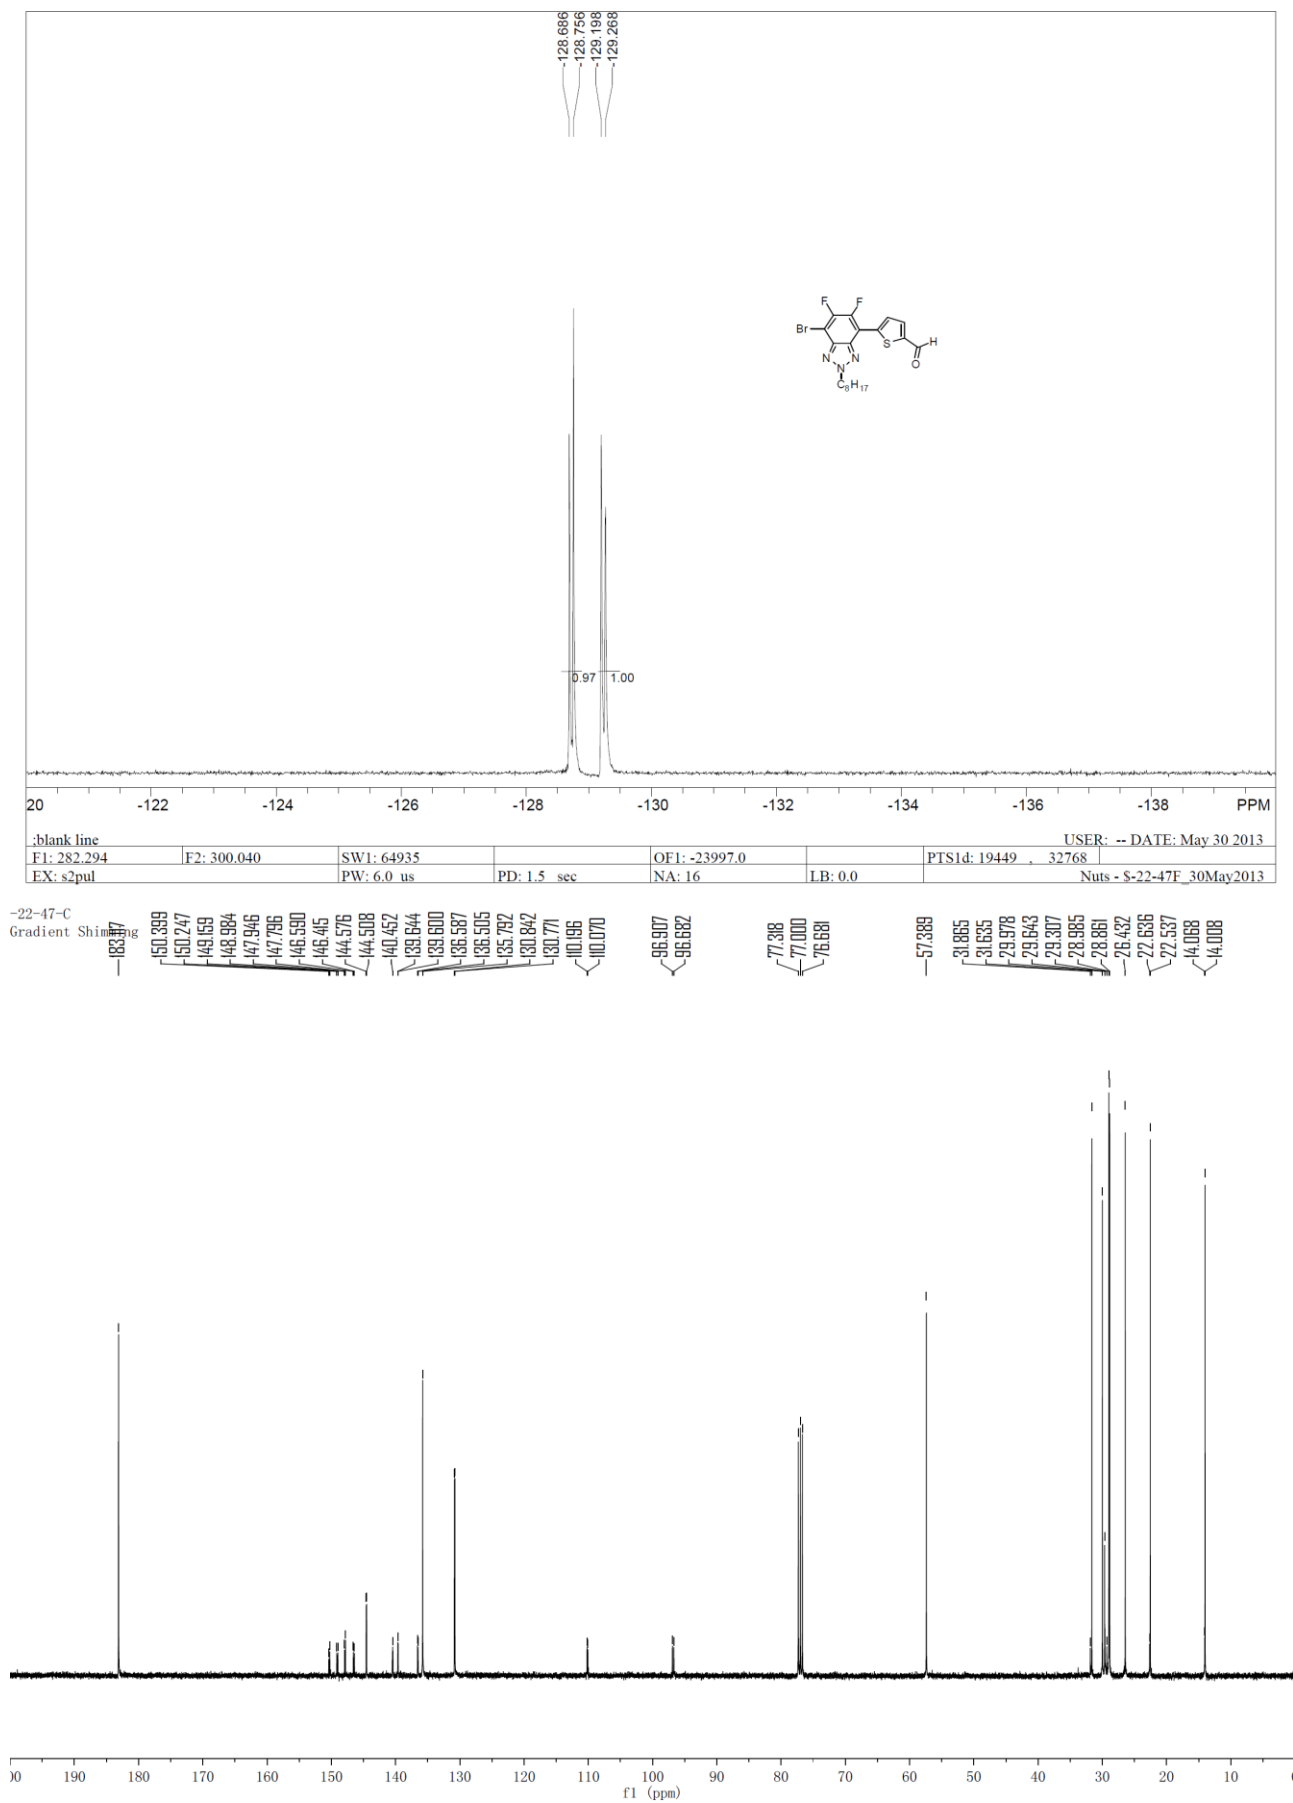 -128.686
-128.756
-129.198
-129.268
F F
Br
S
H
O
N N
N
C8H17
0.97 1.00
20 -122 -124 -126 -128 -130 -132 -134 -136 -138 PPM
;blank line USER: -- DATE: May 30 2013
F1: 282.294 F2: 300.040 SW1: 64935 OF1: -23997.0 PTS1d: 19449 , 32768
EX: s2pul PW: 6.0 us PD: 1.5 sec NA: 16 LB: 0.0 Nuts - $-22-47F_30May2013
-22-47-C
Gradient Shimming
150.399
150.247
149.159
148.984
147.946
147.796
146.590
146.415
144.576
144.508
140.452
139.644
139.600
136.587
136.505
135.792
130.842
130.771
110.196
110.070
96.907
96.682
77.318
77.000
76.681
57.389
31.865
31.635
29.978
29.643
29.307
28.985
28.861
26.432
22.636
22.537
14.068
14.008
190 180 170 160 150 140 130 120 110 100 90 80 70 60 50 40 30 20 10
f1 (ppm)